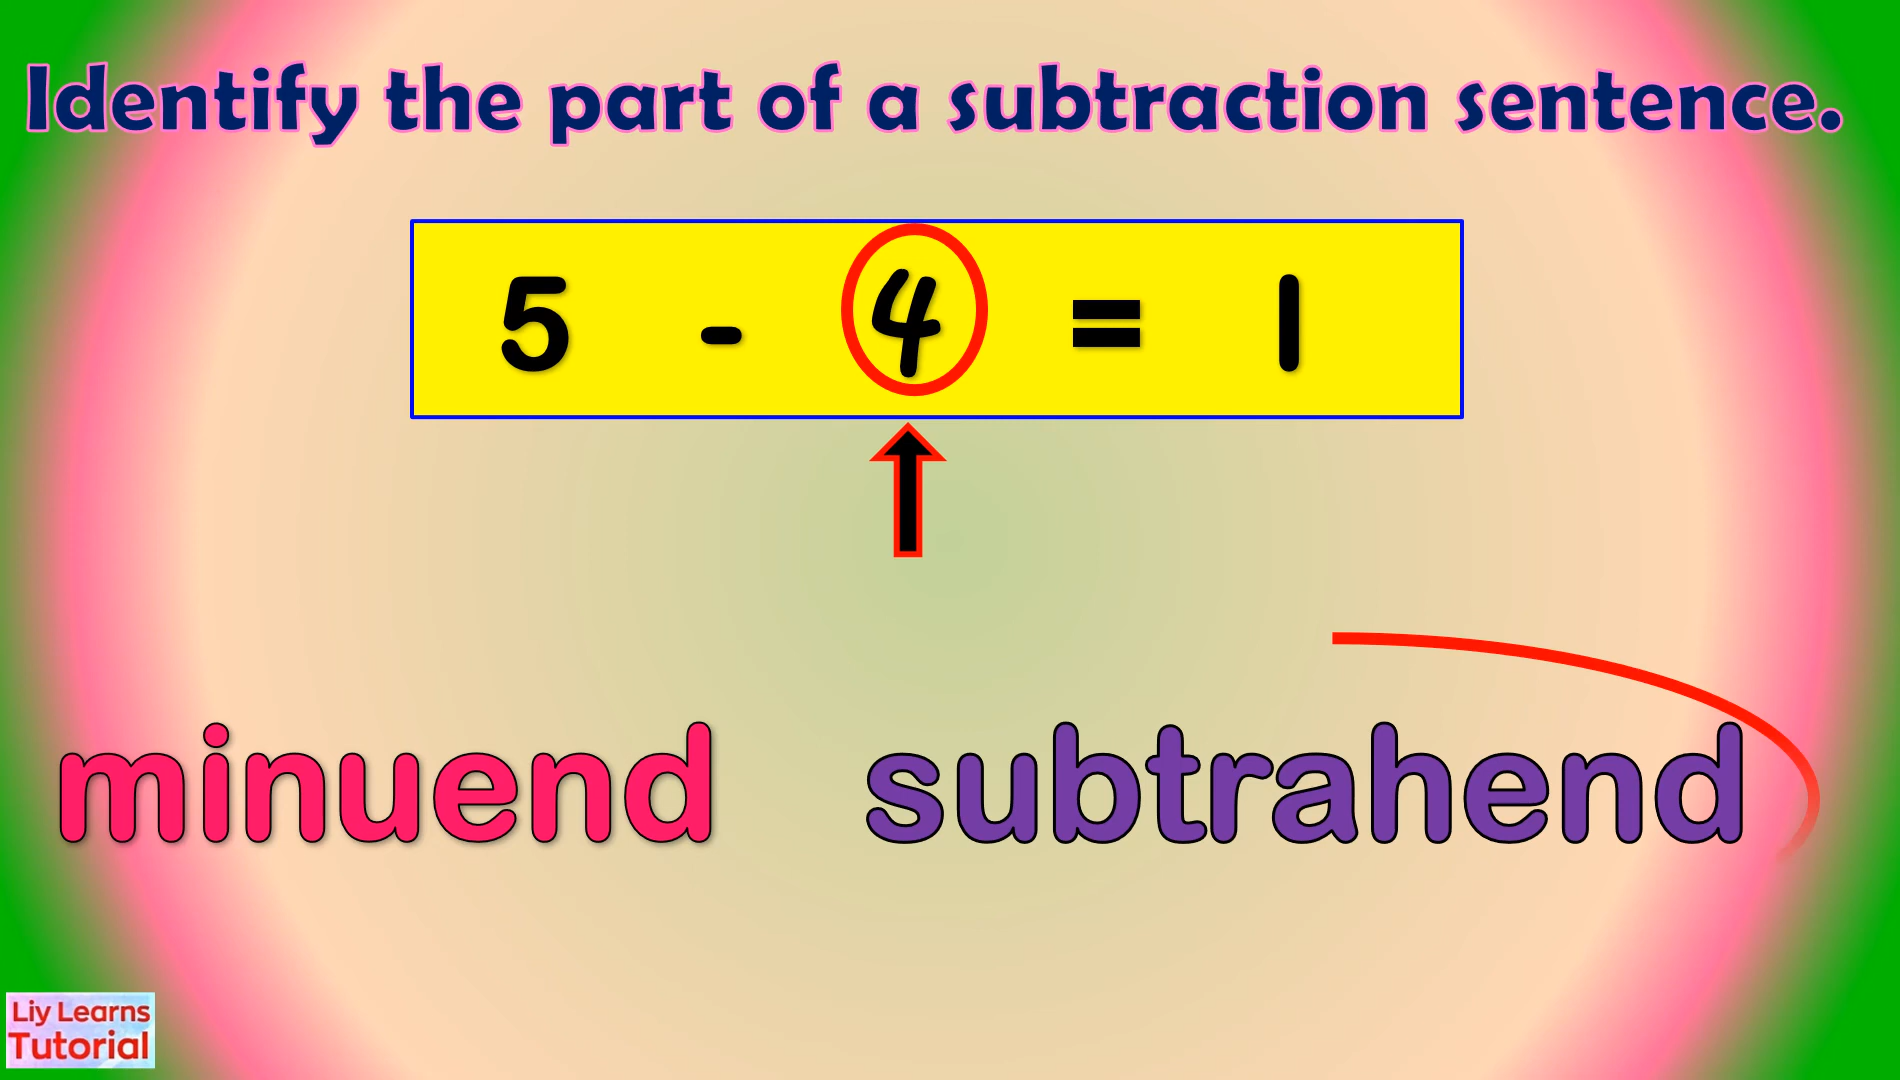 Identify the part of a subtraction sentence.
5 - 4 = 1
minuend subtrahend
Liy Learns
Tutorial